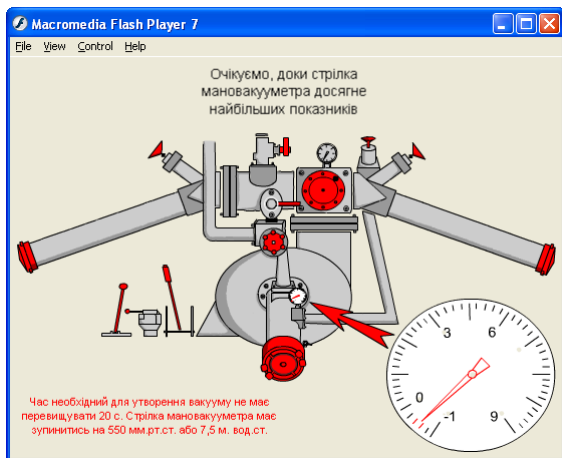 Macromedia Flash Player 7
File View Control Help
Очікуємо, доки стрілка
мановакууметра досягне
найбільших показників
3 6
0
-1 9
Час необхідний для утворення вакууму не має
перевищувати 20 с. Стрілка мановакууметра має
зупинитись на 550 мм.рт.ст. або 7,5 м. вод.ст.